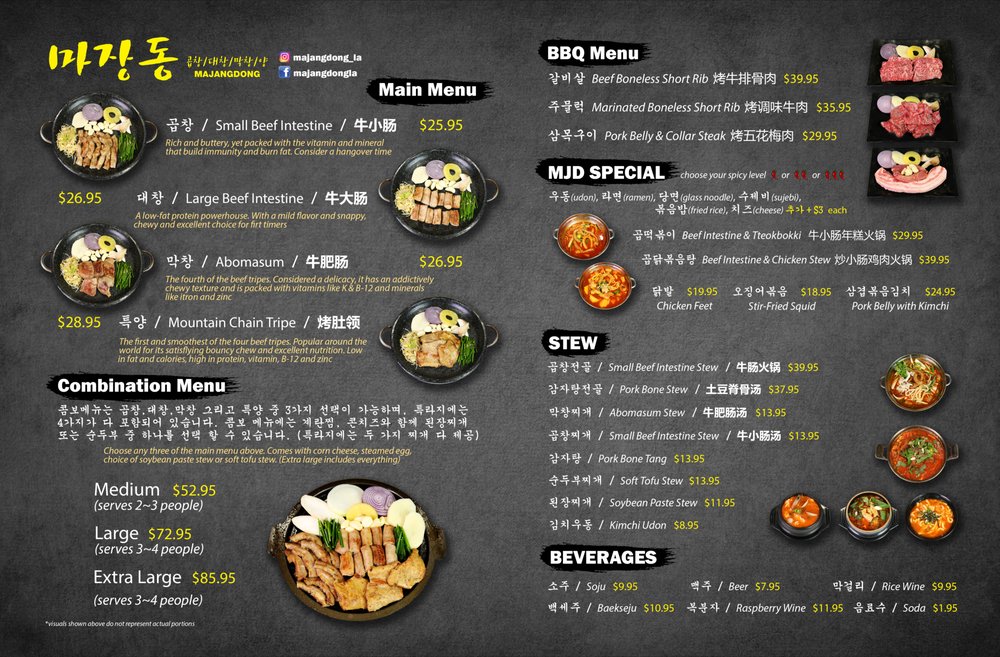 마장동
곱창/대창/막창/양
MAJANGDONG
majangdong_la
majangdongla
Main Menu
곱창 / Small Beef Intestine / 牛小肠 $25.95
Rich and buttery, yet packed with the vitamin and mineral
that build immunity and burn fat. Consider a hangover time
$26.95 대창 / Large Beef Intestine / 牛大肠
A low-fat protein powerhouse. With a mild flavor and snappy,
chewy and excellent choice for firt timers
막창 / Abomasum / 牛肥肠 $26.95
The fourth of the beef tripes. Considered a delicacy, it has an addictively
chewy texture and is packed with vitamins like K & B-12 and minerals
like itron and zinc
$28.95 특양 / Mountain Chain Tripe / 烤肚领
The first and smoothest of the four beef tripes. Popular around the
world for its satisflying bouncy chew and excellent nutrition. Low
in fat and calories, high in protein, vitamin, B-12 and zinc
Combination Menu
콤보메뉴는 곱창,대창,막창 그리고 특양 중 3가지 선택이 가능하며, 특라지에는
4가지가 다 포함되어 있습니다. 콤보 메뉴에는 계란찜, 콘치즈와 함께 된장찌개
또는 순두부 중 하나를 선택 할 수 있습니다. (특라지에는 두 가지 찌개 다 제공)
Choose any three of the main menu above. Comes with corn cheese, steamed egg,
choice of soybean paste stew or soft tofu stew. (Extra large includes everything)
Medium $52.95
(serves 2~3 people)
Large $72.95
(serves 3~4 people)
Extra Large $85.95
(serves 3~4 people)
*visuals shown above do not represent actual portions
BBQ Menu
갈비살 Beef Boneless Short Rib 烤牛排骨肉 $39.95
주물럭 Marinated Boneless Short Rib 烤调味牛肉 $35.95
삼목구이 Pork Belly & Collar Steak 烤五花梅肉 $29.95
MJD SPECIAL choose your spicy level or or
우동(udon), 라면(ramen), 당면(glass noodle), 수제비(sujebi),
볶음밥(fried rice), 치즈(cheese) 추가 +$3 each
곱떡볶이 Beef Intestine & Tteokbokki 牛小肠年糕火锅 $29.95
곱닭볶음탕 Beef Intestine & Chicken Stew 炒小肠鸡肉火锅 $39.95
닭발 $19.95 오징어볶음 $18.95 삼겹볶음김치 $24.95
Chicken Feet Stir-Fried Squid Pork Belly with Kimchi
STEW
곱창전골 / Small Beef Intestine Stew / 牛肠火锅 $39.95
감자탕전골 / Pork Bone Stew / 土豆脊骨汤 $37.95
막창찌개 / Abomasum Stew / 牛肥肠汤 $13.95
곱창찌개 / Small Beef Intestine Stew / 牛小肠汤 $13.95
감자탕 / Pork Bone Tang $13.95
순두부찌개 / Soft Tofu Stew $13.95
된장찌개 / Soybean Paste Stew $11.95
김치우동 / Kimchi Udon $8.95
BEVERAGES
소주 / Soju $9.95 맥주 / Beer $7.95 막걸리 / Rice Wine $9.95
백세주 / Baekseju $10.95 복분자 / Raspberry Wine $11.95 음료수 / Soda $1.95